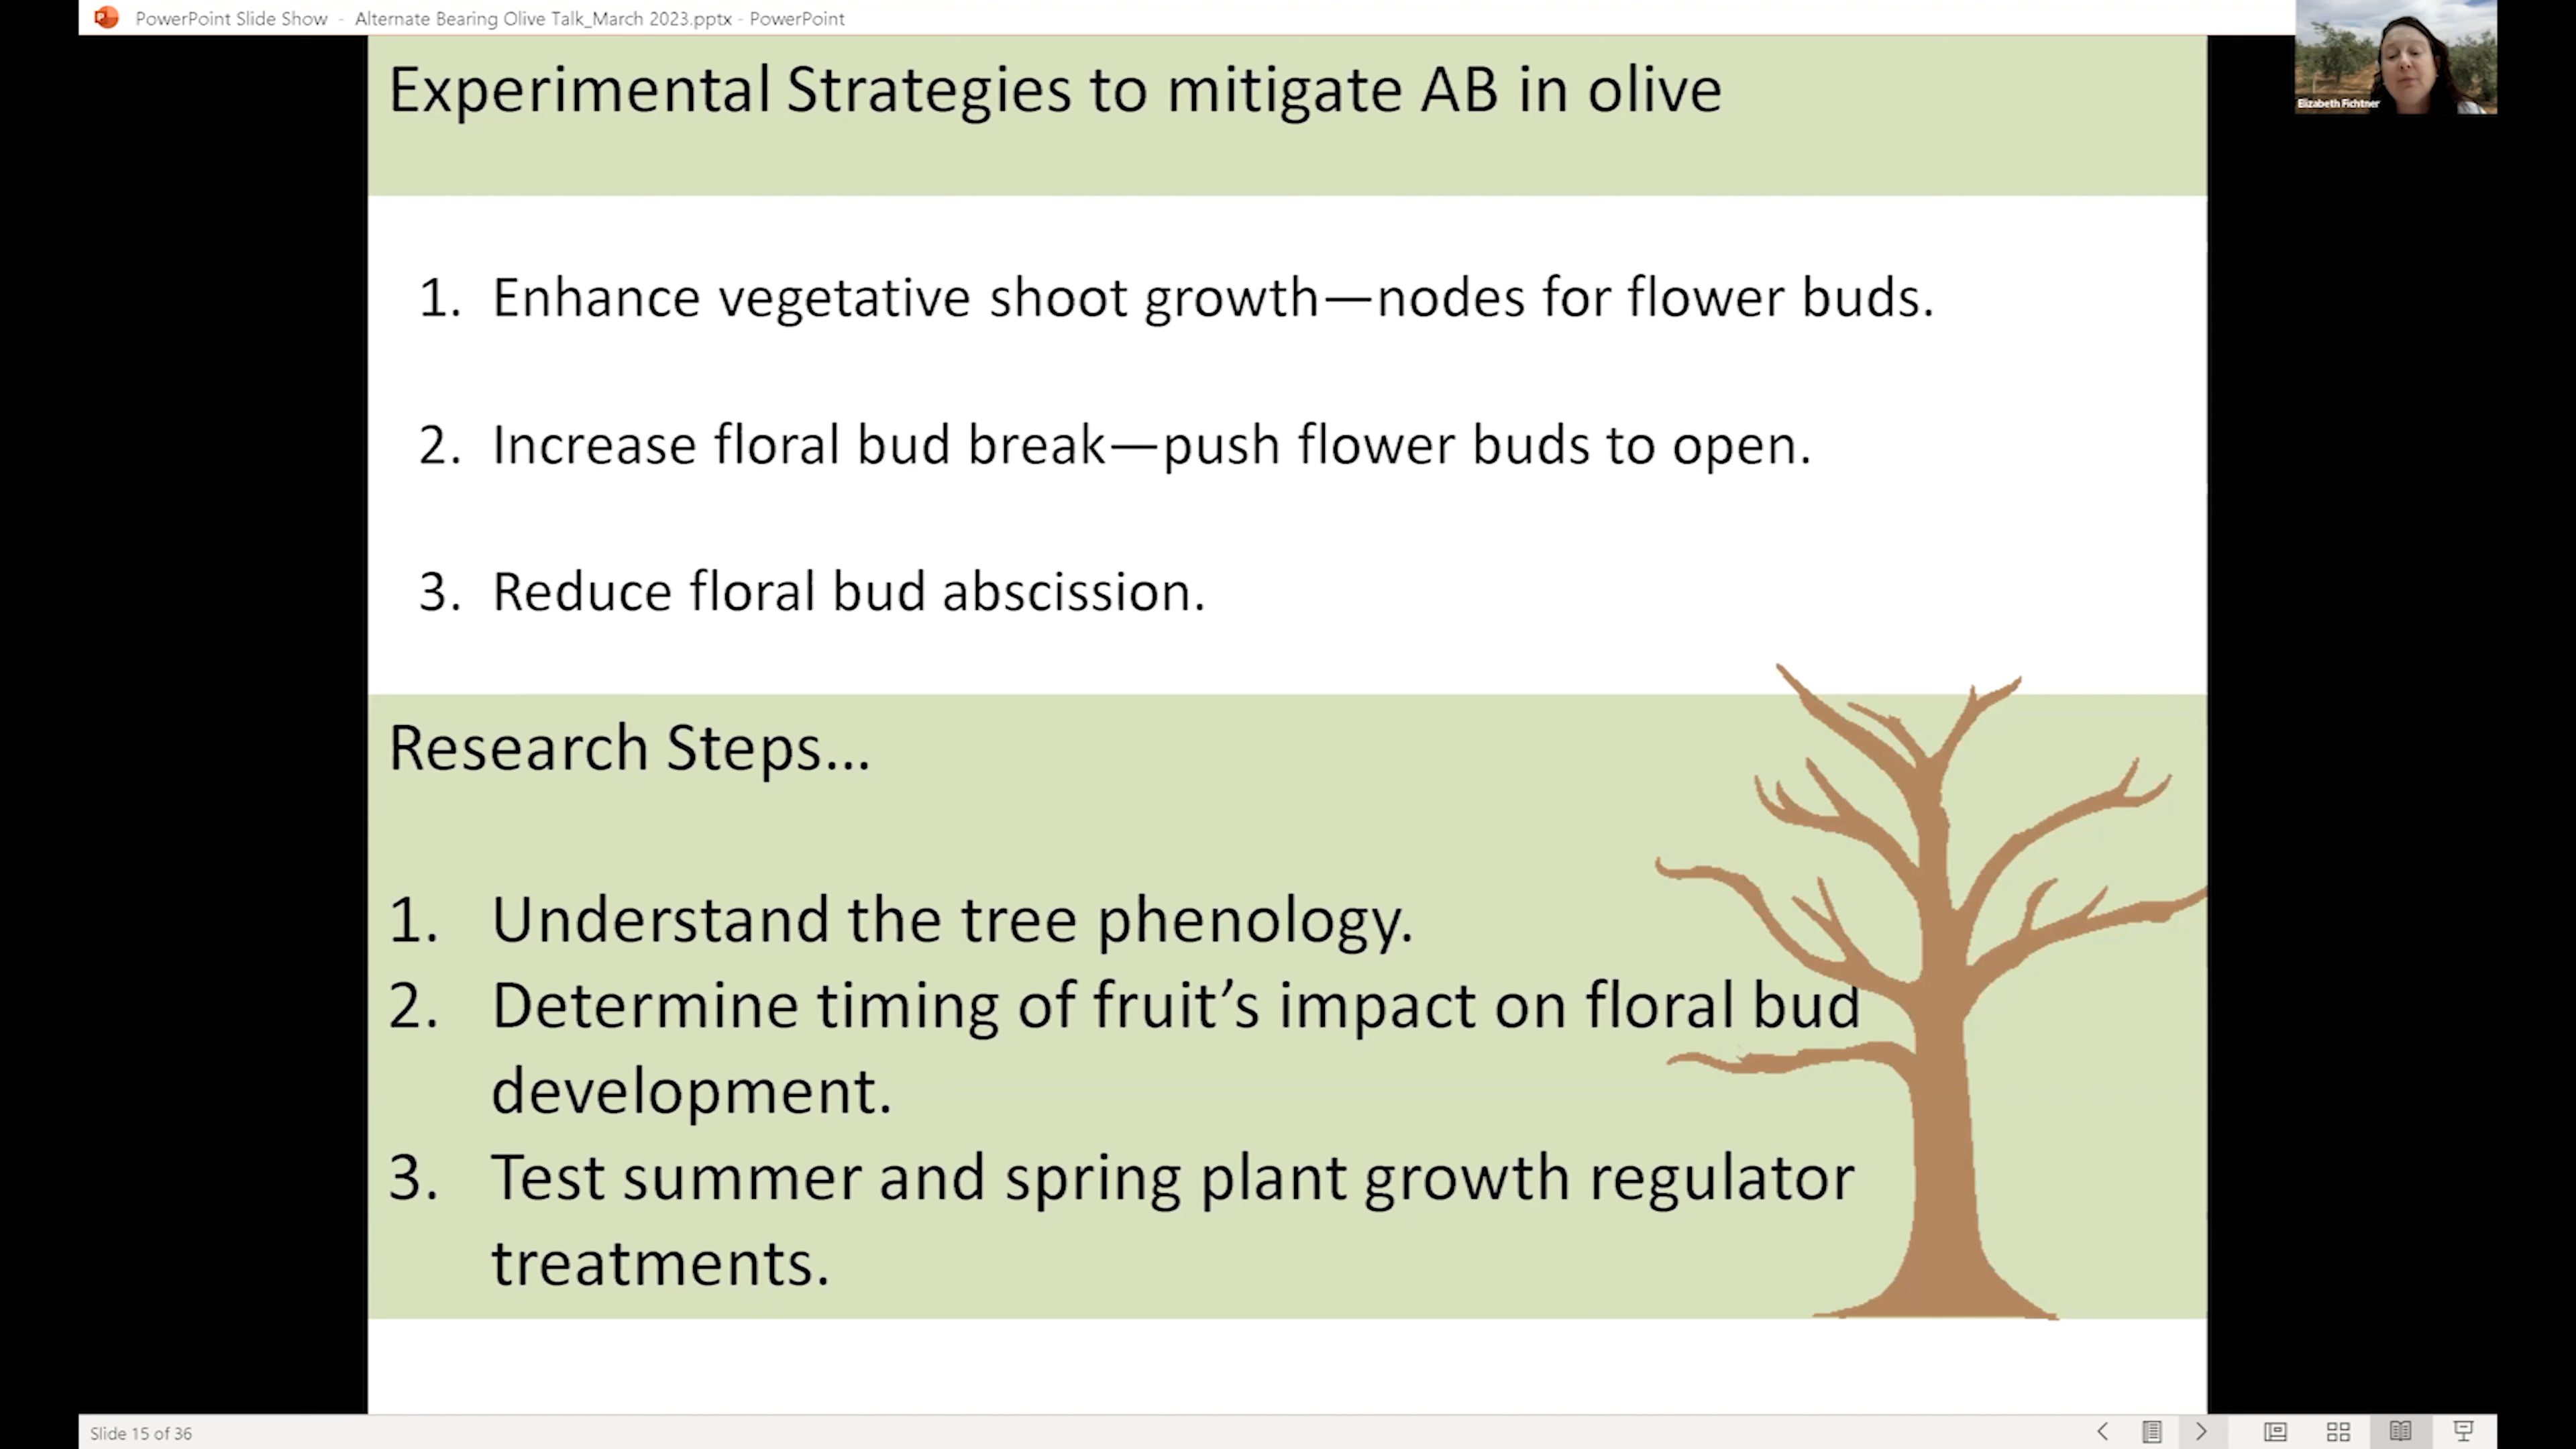 PowerPoint Slide Show - Alternate Bearing Olive Talk_March 2023.pptx - PowerPoint
Elizabeth Fichtner
Experimental Strategies to mitigate AB in olive
1. Enhance vegetative shoot growth—nodes for flower buds.
2. Increase floral bud break—push flower buds to open.
3. Reduce floral bud abscission.
Research Steps...
1. Understand the tree phenology.
2. Determine timing of fruit’s impact on floral bud
development.
3. Test summer and spring plant growth regulator
treatments.
Slide 15 of 36